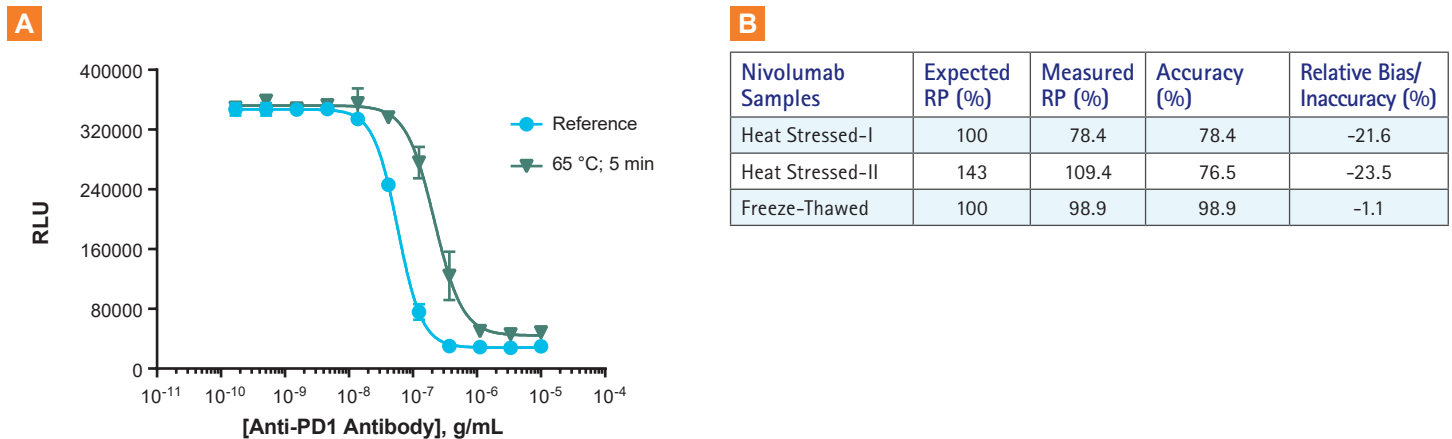 A
400000
320000
240000
160000
80000
0
RLU
10-11 10-10 10-9 10-8 10-7 10-6 10-5 10-4
[Anti-PD1 Antibody], g/mL
Reference
65 °C; 5 min
B
Nivolumab Samples Expected RP (%) Measured RP (%) Accuracy (%) Relative Bias/ Inaccuracy (%)
Heat Stressed-I 100 78.4 78.4 -21.6
Heat Stressed-II 143 109.4 76.5 -23.5
Freeze-Thawed 100 98.9 98.9 -1.1